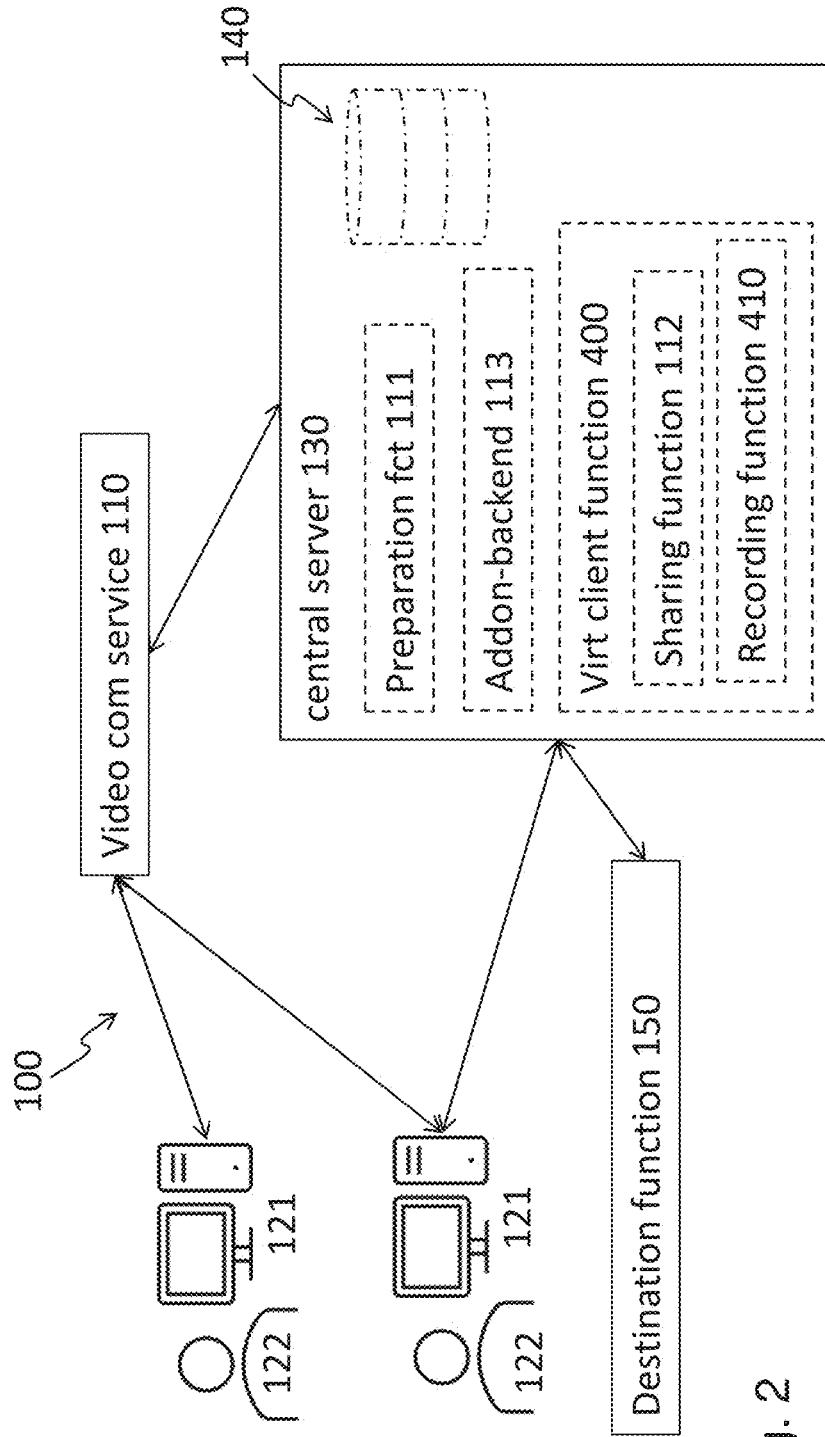 100
Video com service 110
140
central server 130
Preparation fct 111
Addon-backend 113
Virt client function 400
Sharing function 112
Recording function 410
121
122
121
122
Destination function 150
. 2